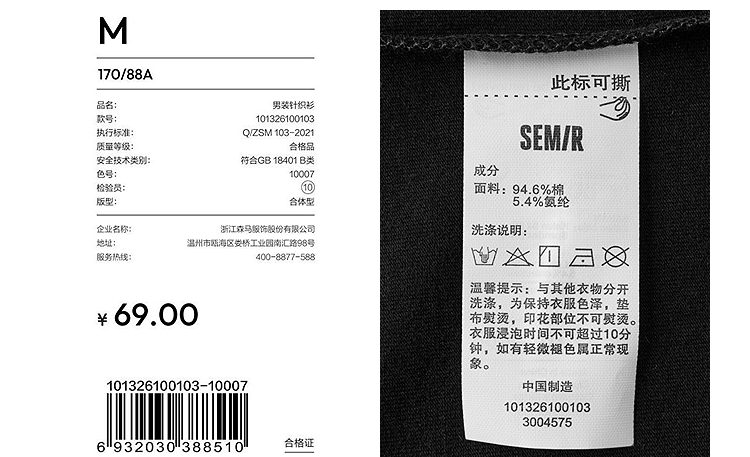 M
170/88A
品名: 男装针织衫
款号: 101326100103
执行标准: Q/ZSM 103-2021
质量等级: 合格品
安全技术类别: 符合GB 18401 B类
色号: 10007
检验员: 10
版型: 合体型
企业名称: 浙江森马服饰股份有限公司
地址: 温州市瓯海区娄桥工业园南汇路98号
服务热线: 400-8877-588
¥ 69.00
101326100103-10007
6 932030 388510
合格证
此标可撕
SEMIR
成分
面料: 94.6%棉
5.4%氨纶
洗涤说明:
温馨提示: 与其他衣物分开
洗涤, 为保持衣服色泽, 垫
布熨烫, 印花部位不可熨烫。
衣服浸泡时间不可超过10分
钟, 如有轻微褪色属正常现
象。
中国制造
101326100103
3004575